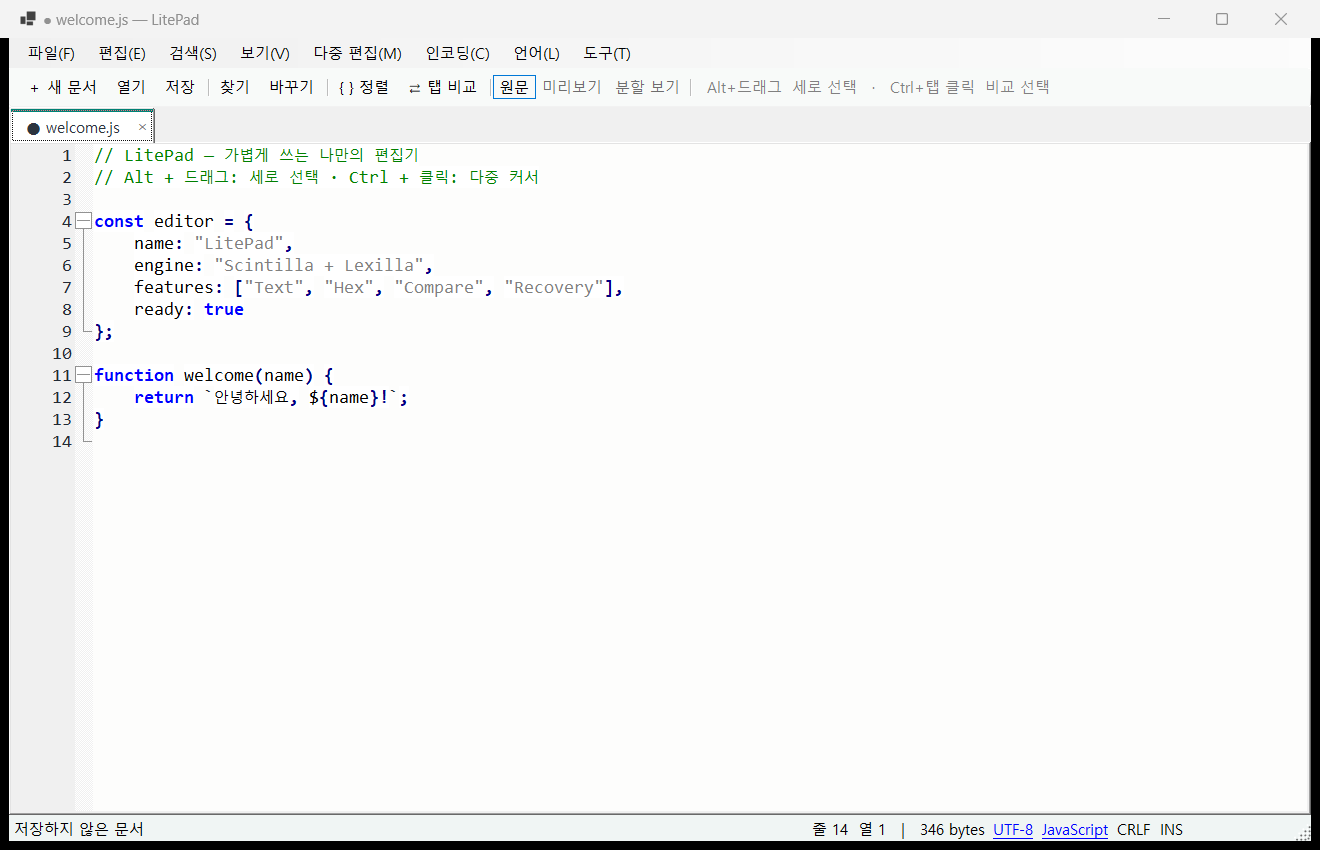 ● welcome.js — LitePad
파일(F) 편집(E) 검색(S) 보기(V) 다중 편집(M) 인코딩(C) 언어(L) 도구(T)
+ 새 문서 열기 저장 찾기 바꾸기 { } 정렬 ⇄ 탭 비교 원문 미리보기 분할 보기 Alt+드래그 세로 선택 · Ctrl+탭 클릭 비교 선택
● welcome.js ×
1 // LitePad — 가볍게 쓰는 나만의 편집기
2 // Alt + 드래그: 세로 선택 · Ctrl + 클릭: 다중 커서
3
4 const editor = {
5     name: "LitePad",
6     engine: "Scintilla + Lexilla",
7     features: ["Text", "Hex", "Compare", "Recovery"],
8     ready: true
9 };
10
11 function welcome(name) {
12     return `안녕하세요, ${name}!`;
13 }
14
저장하지 않은 문서 줄 14 열 1 | 346 bytes UTF-8 JavaScript CRLF INS